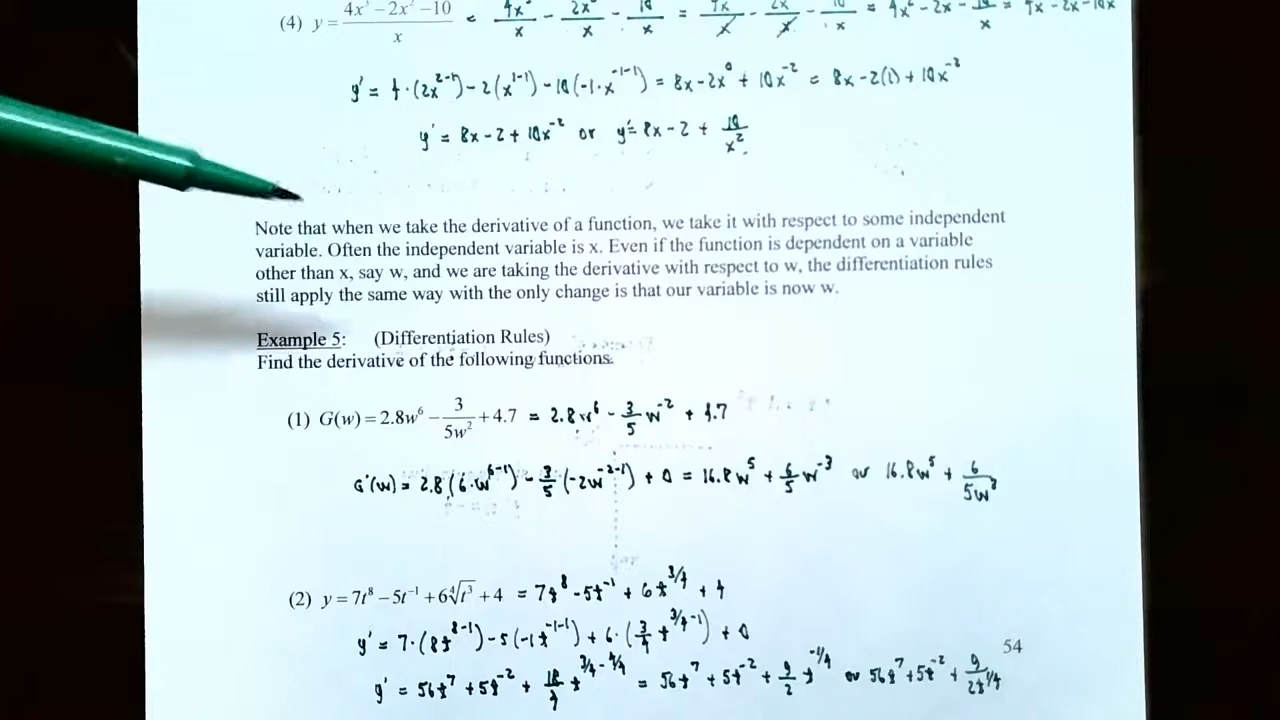 (4) y = (4x³ − 2x² − 10)/x = 4x³/x − 2x²/x − 10/x = 4x³/x − 2x²/x − 10/x = 4x² − 2x − 10/x = 4x² − 2x − 10x
y' = 4·(2x²⁻¹) − 2(x¹⁻¹) − 10(−1·x⁻¹⁻¹) = 8x − 2x⁰ + 10x⁻² = 8x − 2(1) + 10x⁻²
y' = 8x − 2 + 10x⁻² or y' = 8x − 2 + 10/x²
Note that when we take the derivative of a function, we take it with respect to some independent
variable. Often the independent variable is x. Even if the function is dependent on a variable
other than x, say w, and we are taking the derivative with respect to w, the differentiation rules
still apply the same way with the only change is that our variable is now w.
Example 5: (Differentiation Rules)
Find the derivative of the following functions.
(1) G(w) = 2.8w⁶ − 3/(5w²) + 4.7 = 2.8w⁶ − 3/5 w⁻² + 4.7
G'(w) = 2.8(6·w⁶⁻¹) − 3/5(−2w⁻²⁻¹) + 0 = 16.8w⁵ + 6/5 w⁻³ or 16.8w⁵ + 6/(5w³)
(2) y = 7t⁸ − 5t⁻¹ + 6∜(t³) + 4 = 7t⁸ − 5t⁻¹ + 6t^(3/4) + 4
y' = 7·(8t⁸⁻¹) − 5(−1t⁻¹⁻¹) + 6·(3/4 t^(3/4−1)) + 0
54
y' = 56t⁷ + 5t⁻² + 18/4 t^(3/4−4/4) = 56t⁷ + 5t⁻² + 9/2 t^(−1/4) or 56t⁷ + 5t⁻² + 9/(2t^(1/4))